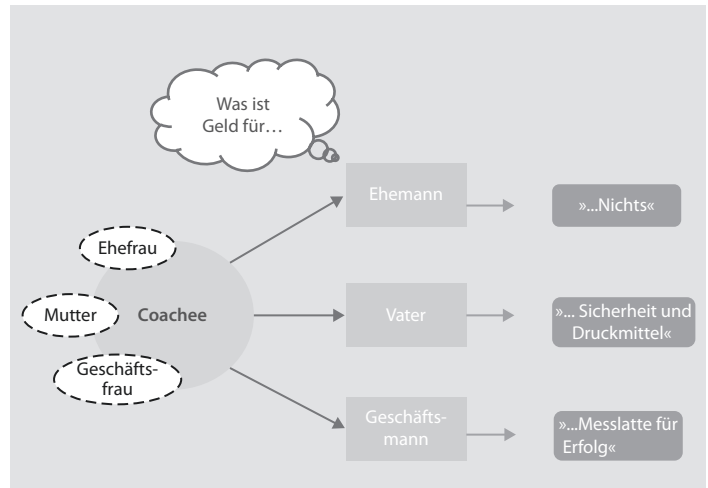 Was ist
Geld für…
Ehemann
»...Nichts«
Ehefrau
Mutter
Coachee
Vater
»... Sicherheit und
Druckmittel«
Geschäfts-
frau
Geschäfts-
mann
»...Messlatte für
Erfolg«